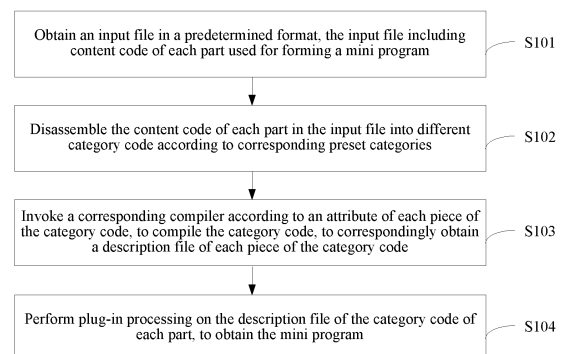 Obtain an input file in a predetermined format, the input file including
content code of each part used for forming a mini program
S101
Disassemble the content code of each part in the input file into different
category code according to corresponding preset categories
S102
Invoke a corresponding compiler according to an attribute of each piece of
the category code, to compile the category code, to correspondingly obtain
a description file of each piece of the category code
S103
Perform plug-in processing on the description file of the category code of
each part, to obtain the mini program
S104